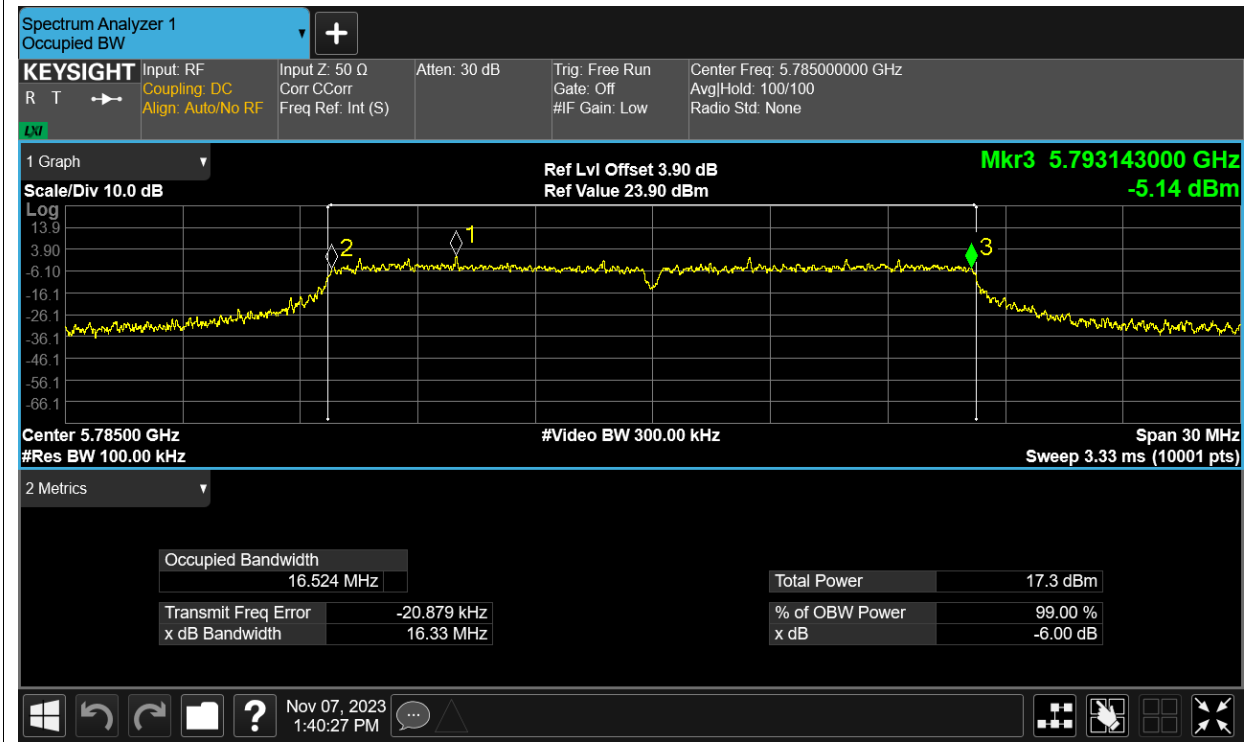 Spectrum Analyzer 1
Occupied BW
▼
+
KEYSIGHT
R T
LXI
Input: RF
Coupling: DC
Align: Auto/No RF
Input Z: 50 Ω
Corr CCorr
Freq Ref: Int (S)
Atten: 30 dB
Trig: Free Run
Gate: Off
#IF Gain: Low
Center Freq: 5.785000000 GHz
Avg|Hold: 100/100
Radio Std: None
1 Graph ▼
Scale/Div 10.0 dB
Ref Lvl Offset 3.90 dB
Ref Value 23.90 dBm
Mkr3 5.793143000 GHz
-5.14 dBm
Log
13.9
3.90
-6.10
-16.1
-26.1
-36.1
-46.1
-56.1
-66.1
2
1
3
Center 5.78500 GHz
#Res BW 100.00 kHz
#Video BW 300.00 kHz
Span 30 MHz
Sweep 3.33 ms (10001 pts)
2 Metrics ▼
Occupied Bandwidth
16.524 MHz
Transmit Freq Error -20.879 kHz
x dB Bandwidth 16.33 MHz
Total Power 17.3 dBm
% of OBW Power 99.00 %
x dB -6.00 dB
?
Nov 07, 2023
1:40:27 PM